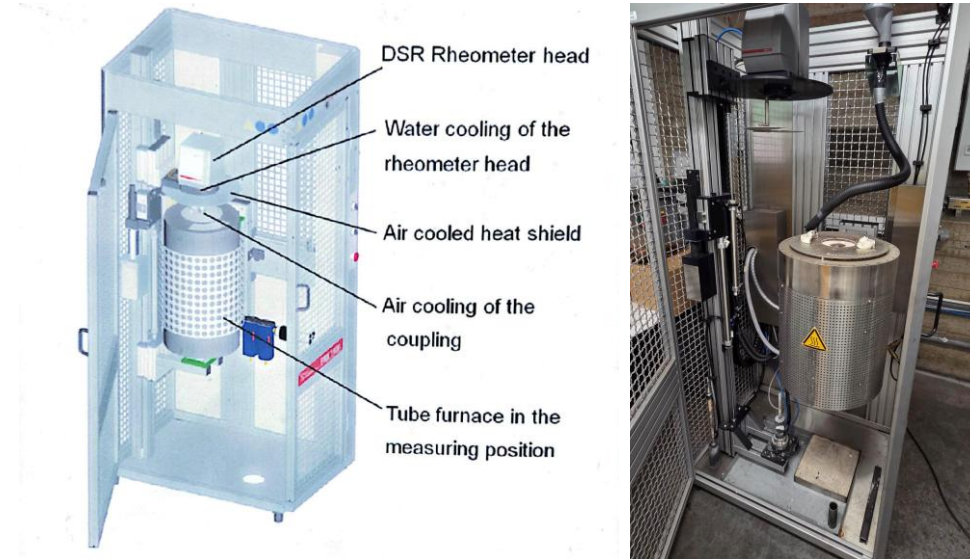 DSR Rheometer head
Water cooling of the
rheometer head
Air cooled heat shield
Air cooling of the
coupling
Tube furnace in the
measuring position